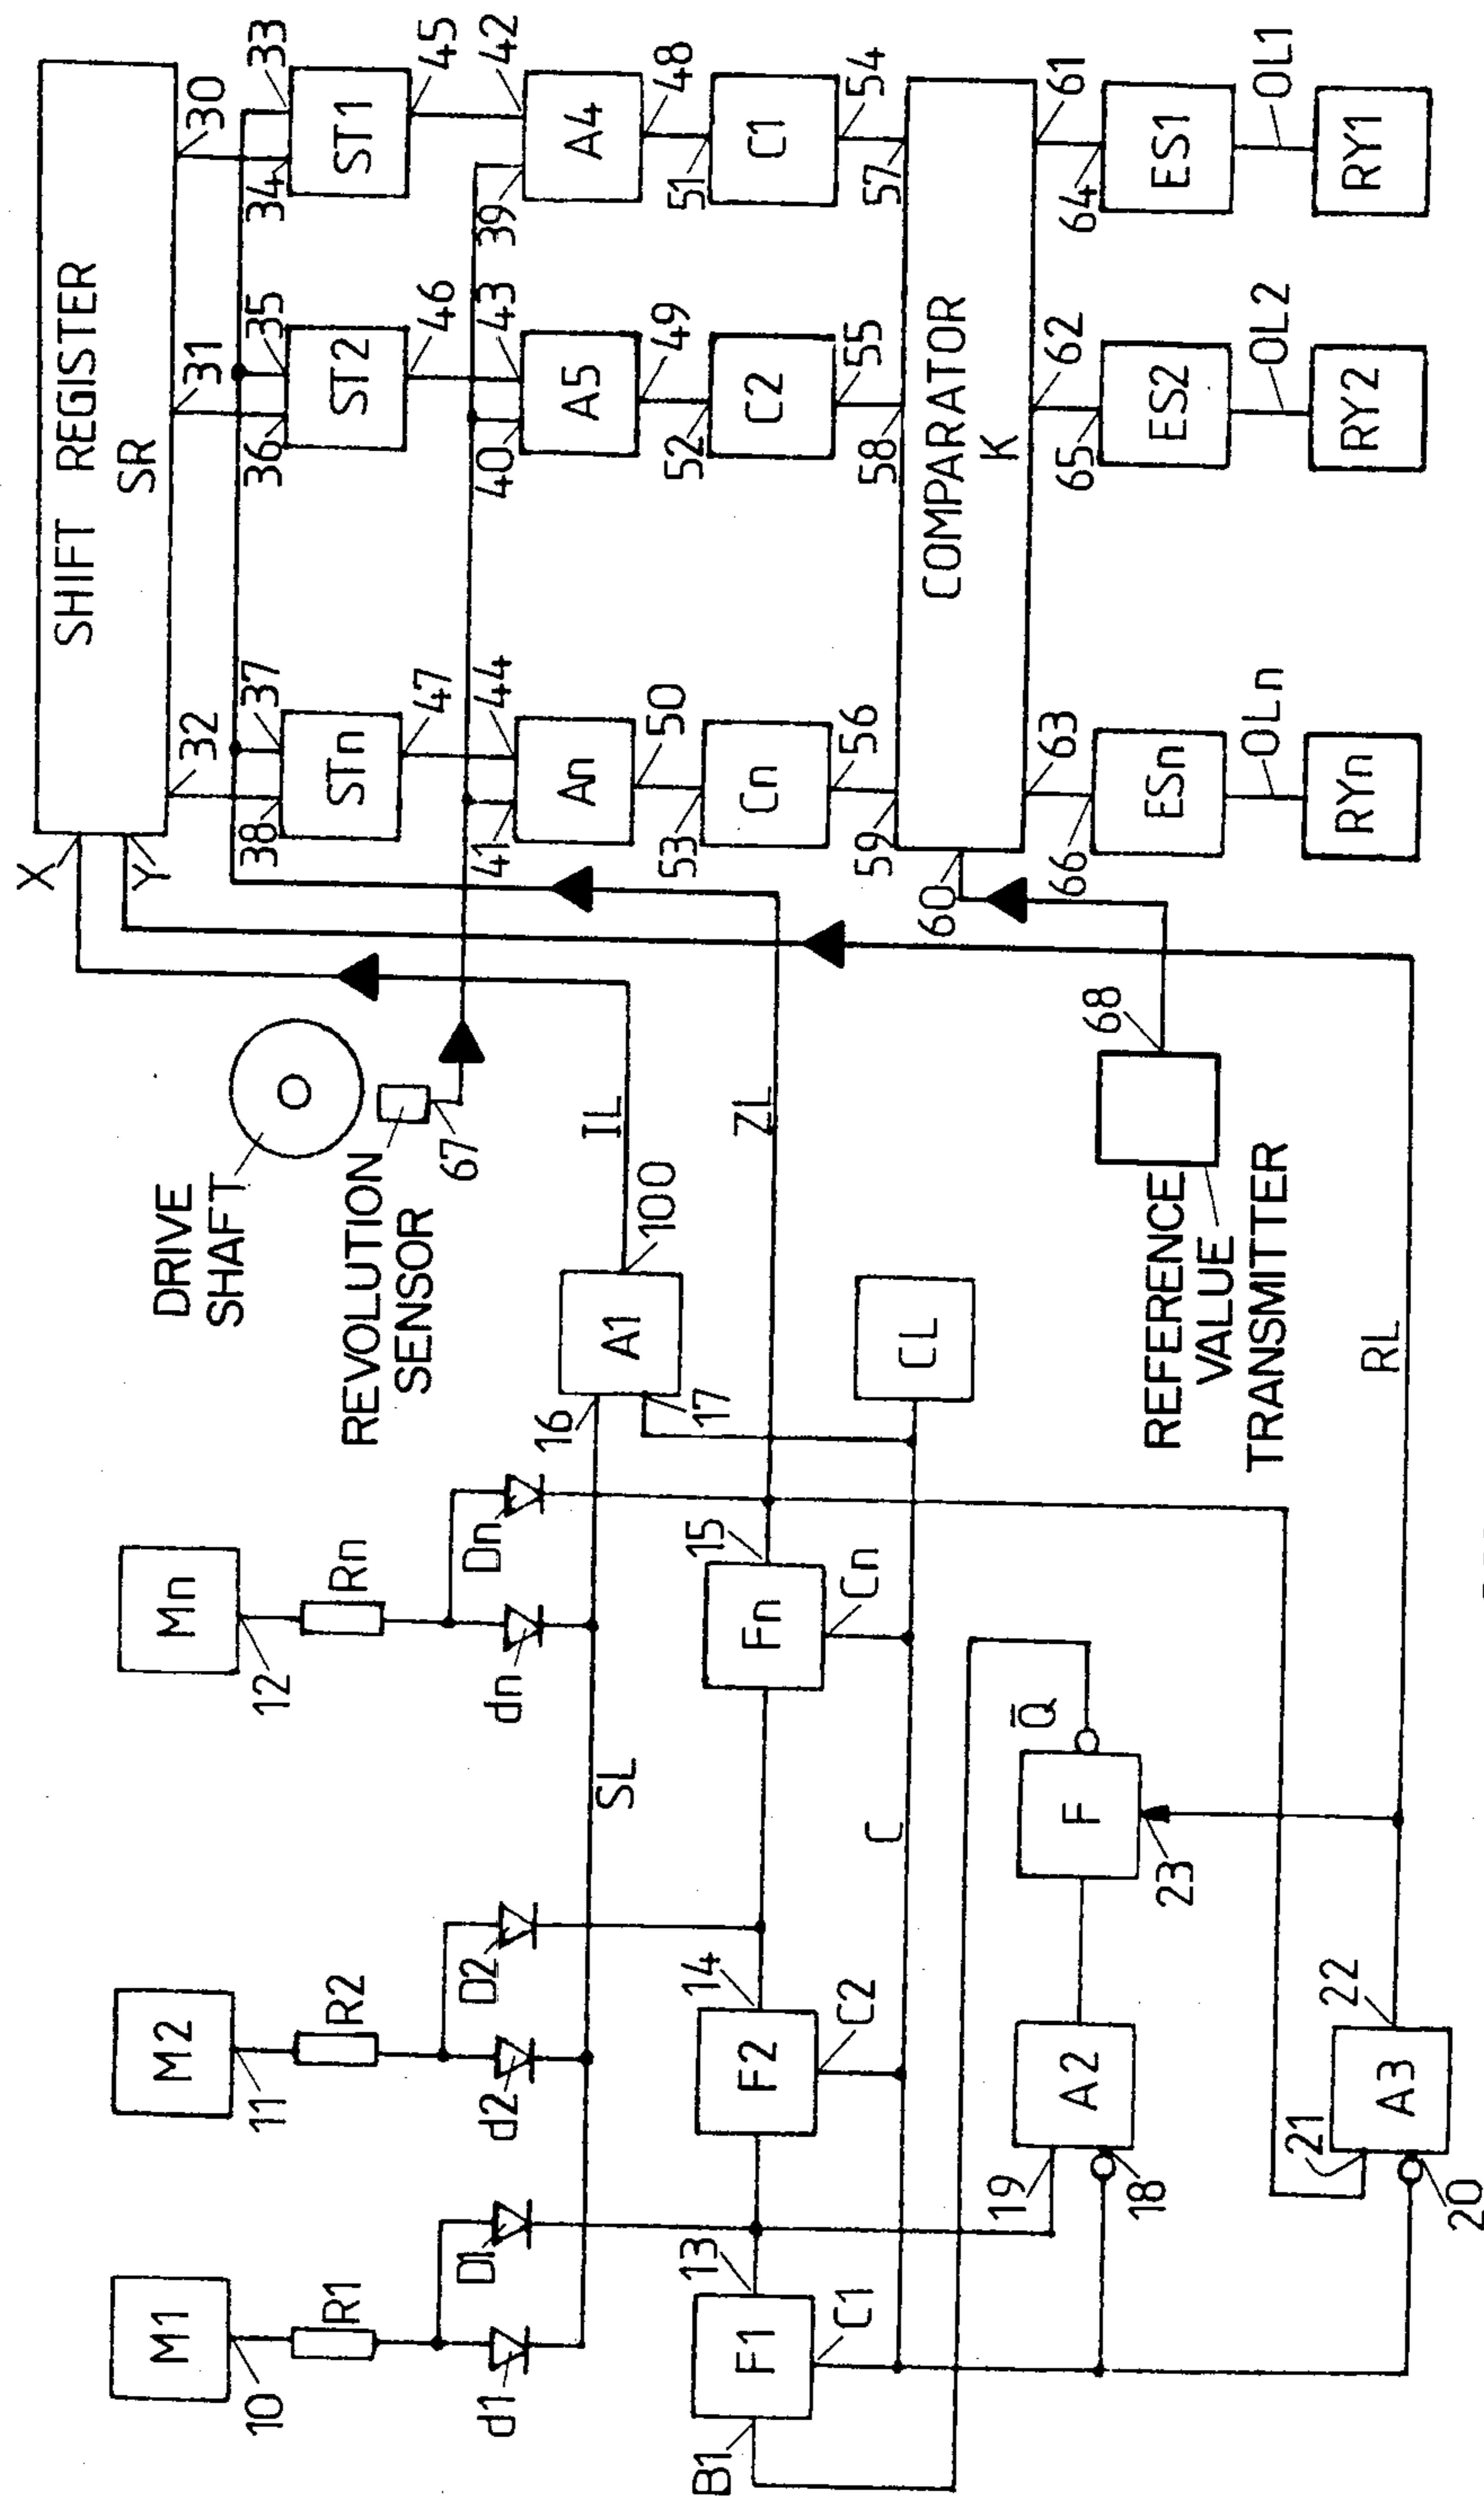 M1
M2
Mn
10
11
12
R1
R2
Rn
d1
D1
d2
D2
dn
Dn
SL
B1
F1
13
C1
F2
14
C2
Fn
15
Cn
C
16
17
A1
100
IL
ZL
CL
19
18
A2
F
Q̄
23
21
20
A3
22
RL
DRIVE
SHAFT
REVOLUTION
SENSOR
67
REFERENCE
VALUE
TRANSMITTER
68
X
Y
SHIFT REGISTER
SR
32
31
30
38
37
36
35
34
33
STn
ST2
ST1
47
46
45
41
44
40
43
39
42
An
A5
A4
50
49
48
53
52
51
Cn
C2
C1
56
55
54
59
58
57
60
COMPARATOR
K
63
62
61
66
65
64
ESn
ES2
ES1
OLn
OL2
OL1
RYn
RY2
RY1